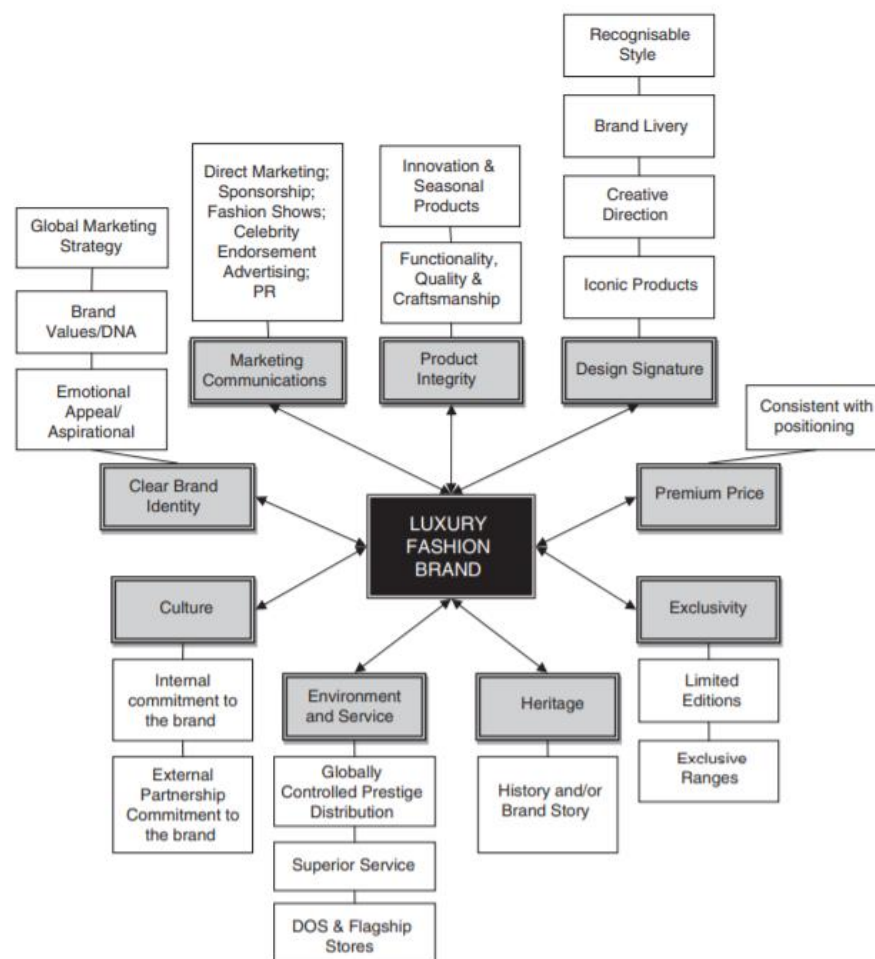 Recognisable
Style
Brand Livery
Creative
Direction
Iconic Products
Design Signature
Innovation &
Seasonal
Products
Functionality,
Quality &
Craftsmanship
Product
Integrity
Direct Marketing;
Sponsorship;
Fashion Shows;
Celebrity
Endorsement
Advertising;
PR
Marketing
Communications
Global Marketing
Strategy
Brand
Values/DNA
Emotional
Appeal/
Aspirational
Clear Brand
Identity
Consistent with
positioning
Premium Price
LUXURY
FASHION
BRAND
Culture
Internal
commitment to
the brand
External
Partnership
Commitment to
the brand
Environment
and Service
Globally
Controlled Prestige
Distribution
Superior Service
DOS & Flagship
Stores
Heritage
History and/or
Brand Story
Exclusivity
Limited
Editions
Exclusive
Ranges